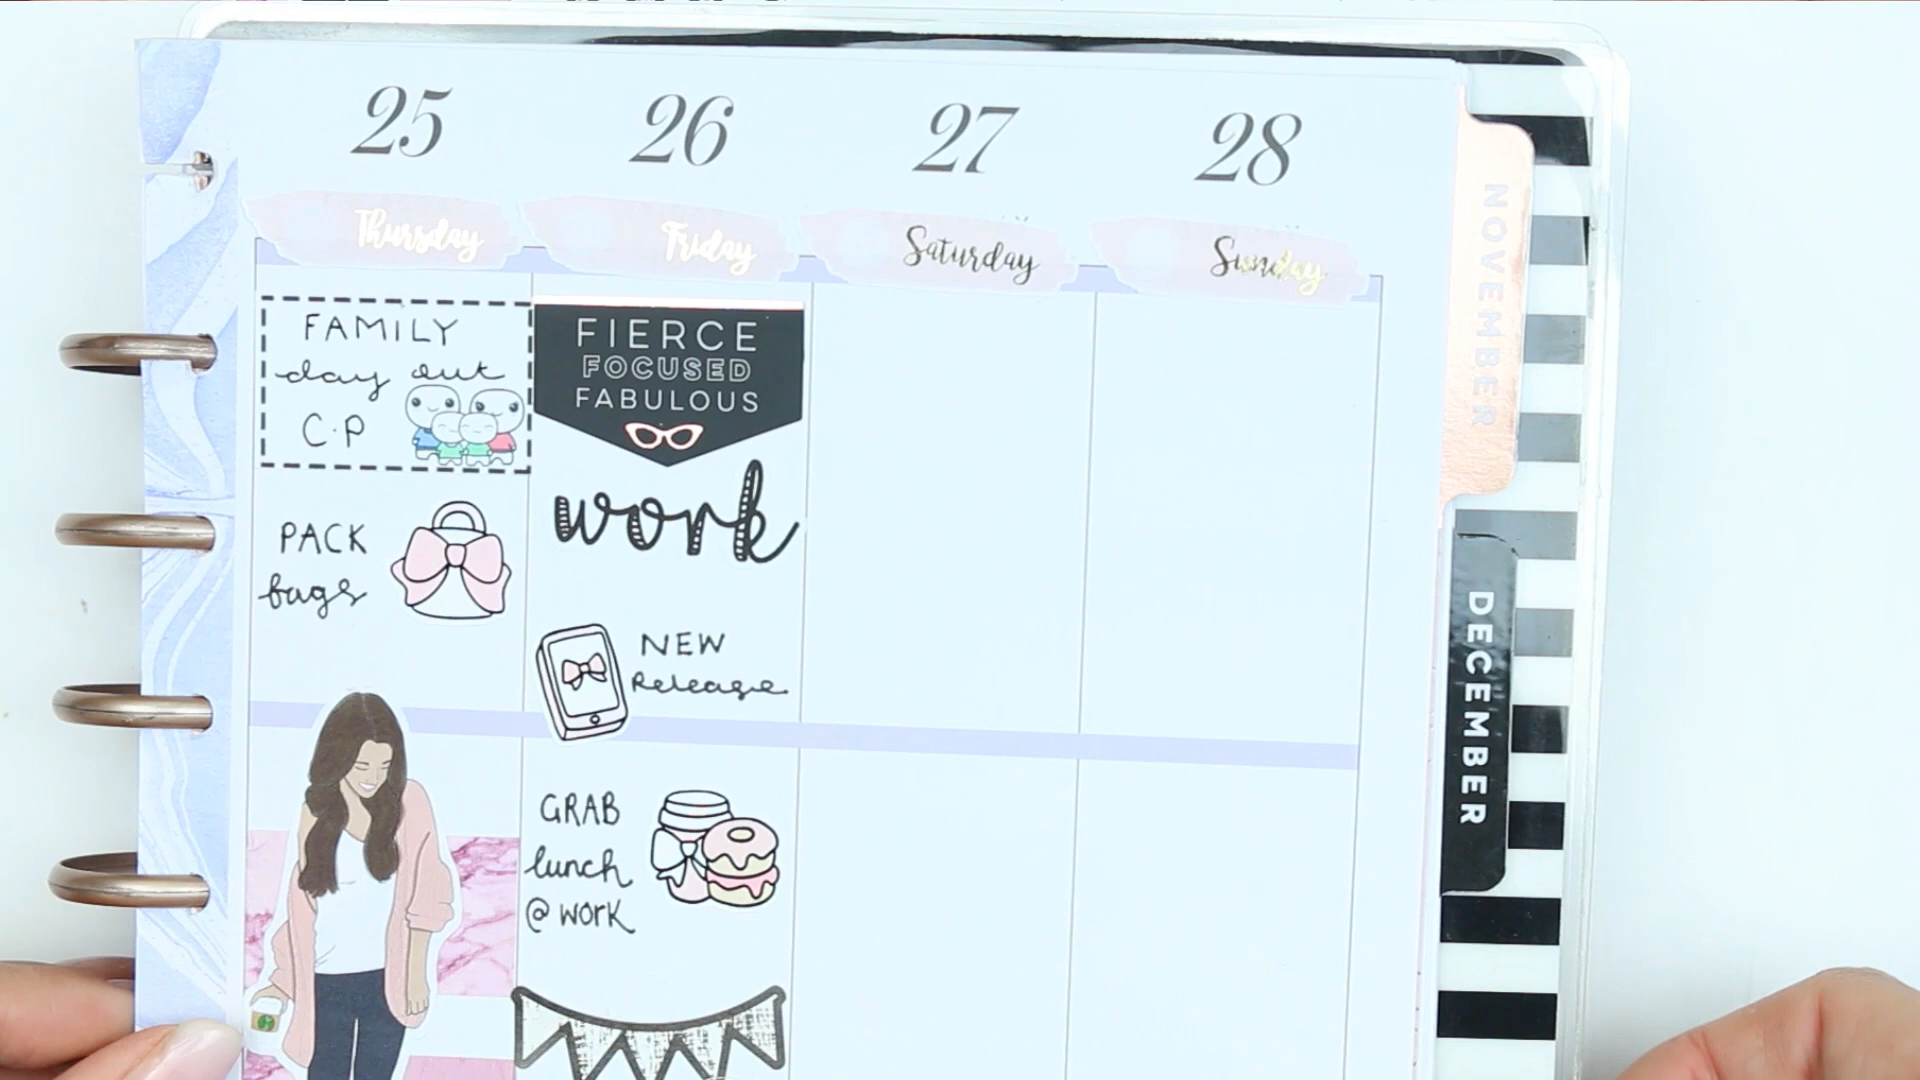 25 26 27 28
Thursday Friday Saturday Sunday
FAMILY
day out
C.P
PACK
bags
FIERCE
FOCUSED
FABULOUS
work
NEW
Release
GRAB
lunch
@ WORK
NOVEMBER
DECEMBER